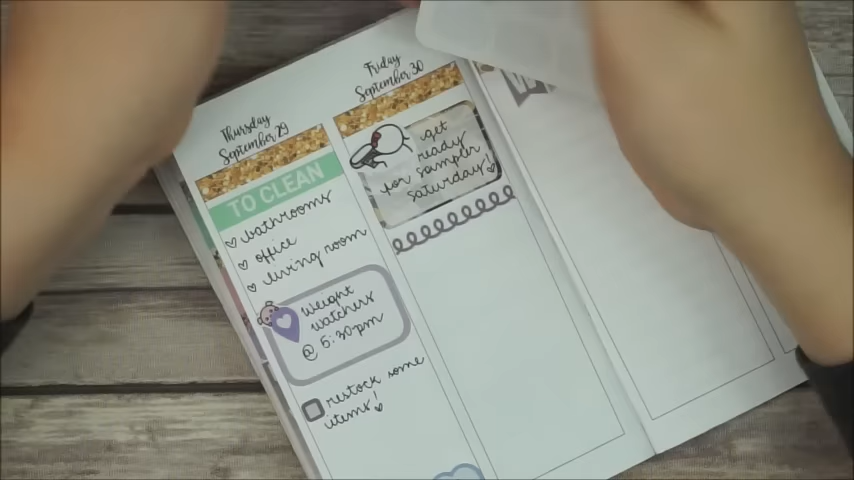 Thursday
September 29
TO CLEAN
bathrooms
office
living room
Weight
watchers
@ 5:30pm
restock some
items!
Friday
September 30
get
ready
for sampler
saturday!